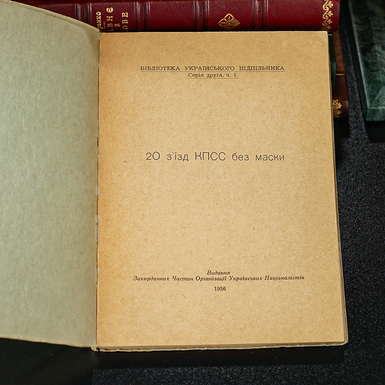 БІБЛІОТЕКА УКРАЇНСЬКОГО ПІДПІЛЬНИКА
Серія друга, ч. 1.
20 з'їзд КПСС без маски
Видання
Закордонних Частин Організації Українських Націоналістів
1956